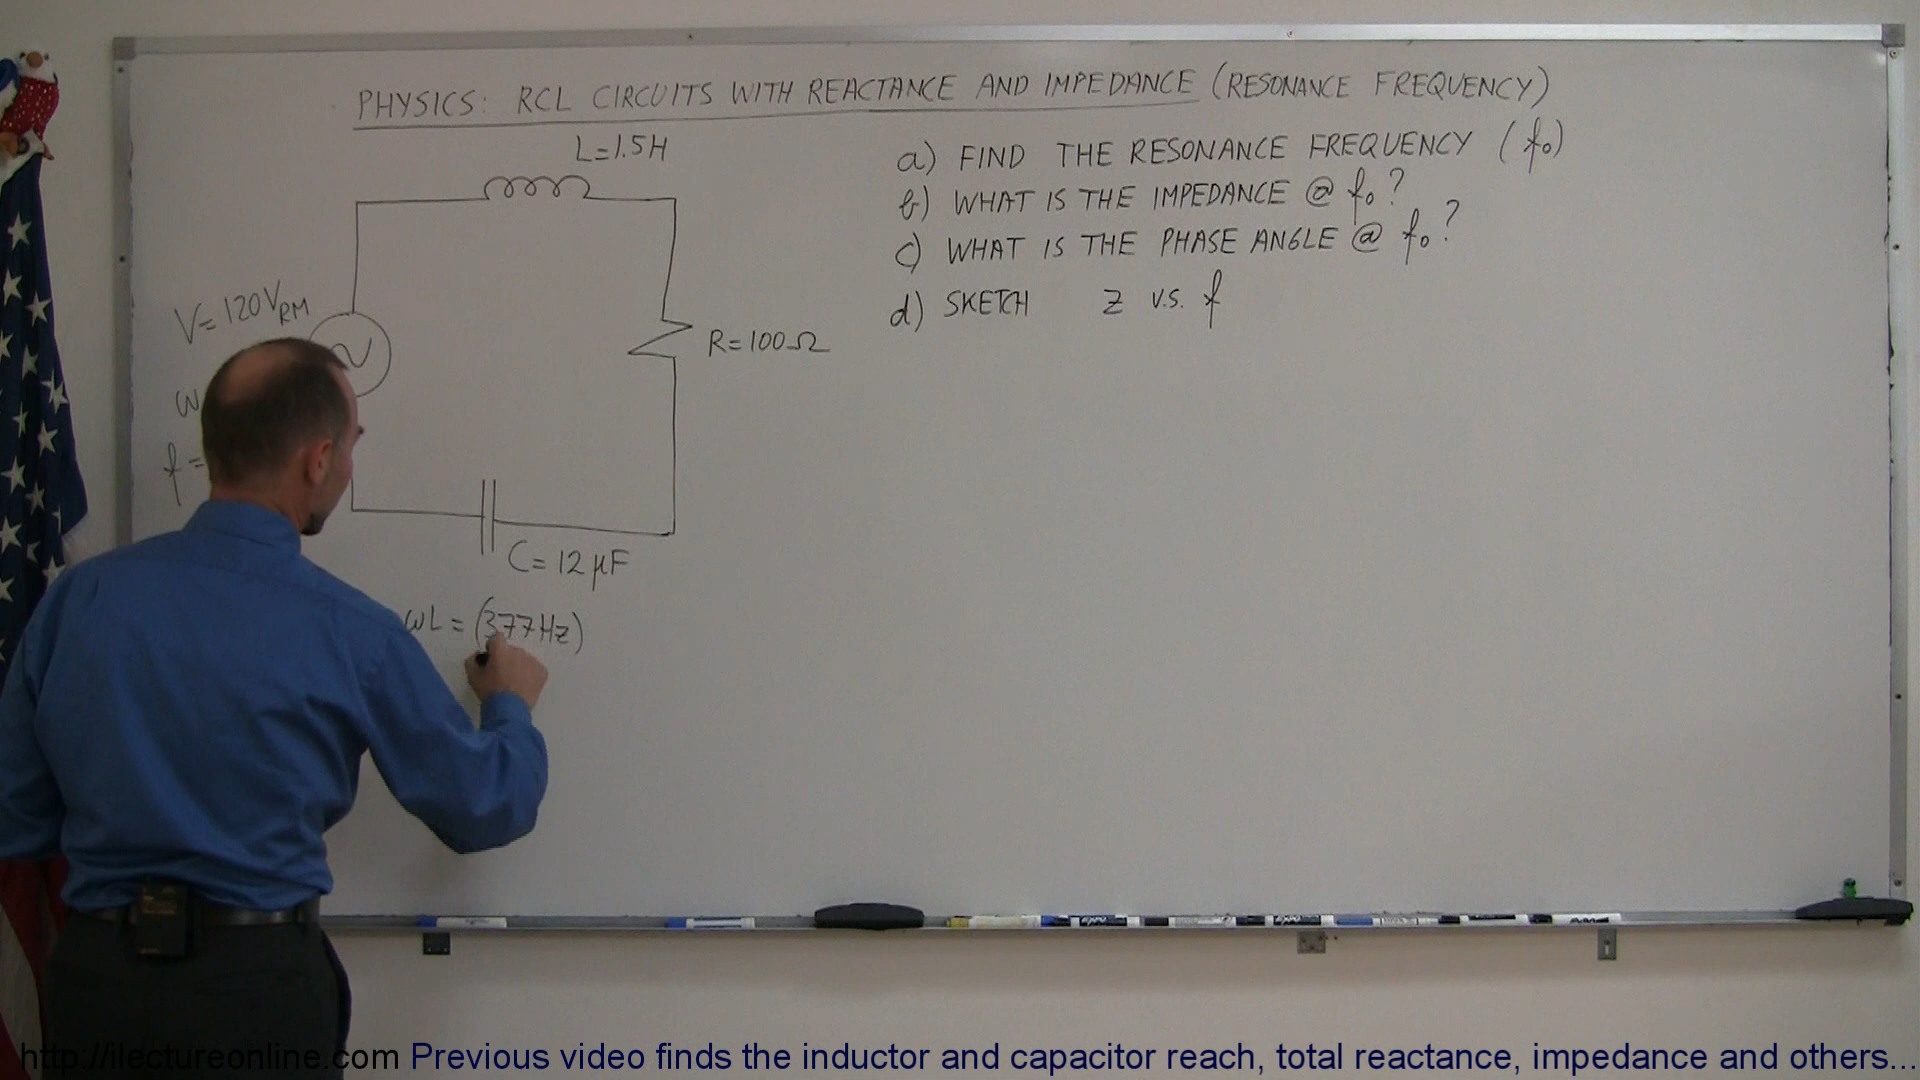 PHYSICS: RCL CIRCUITS WITH REACTANCE AND IMPEDANCE (RESONANCE FREQUENCY)
L=1.5H
a) FIND THE RESONANCE FREQUENCY (f₀)
b) WHAT IS THE IMPEDANCE @ f₀?
c) WHAT IS THE PHASE ANGLE @ f₀?
d) SKETCH Z V.S. f
V=120V_RM
R=100Ω
ω
f=
C=12μF
ωL = (377Hz)
http://ilectureonline.com Previous video finds the inductor and capacitor reach, total reactance, impedance and others...